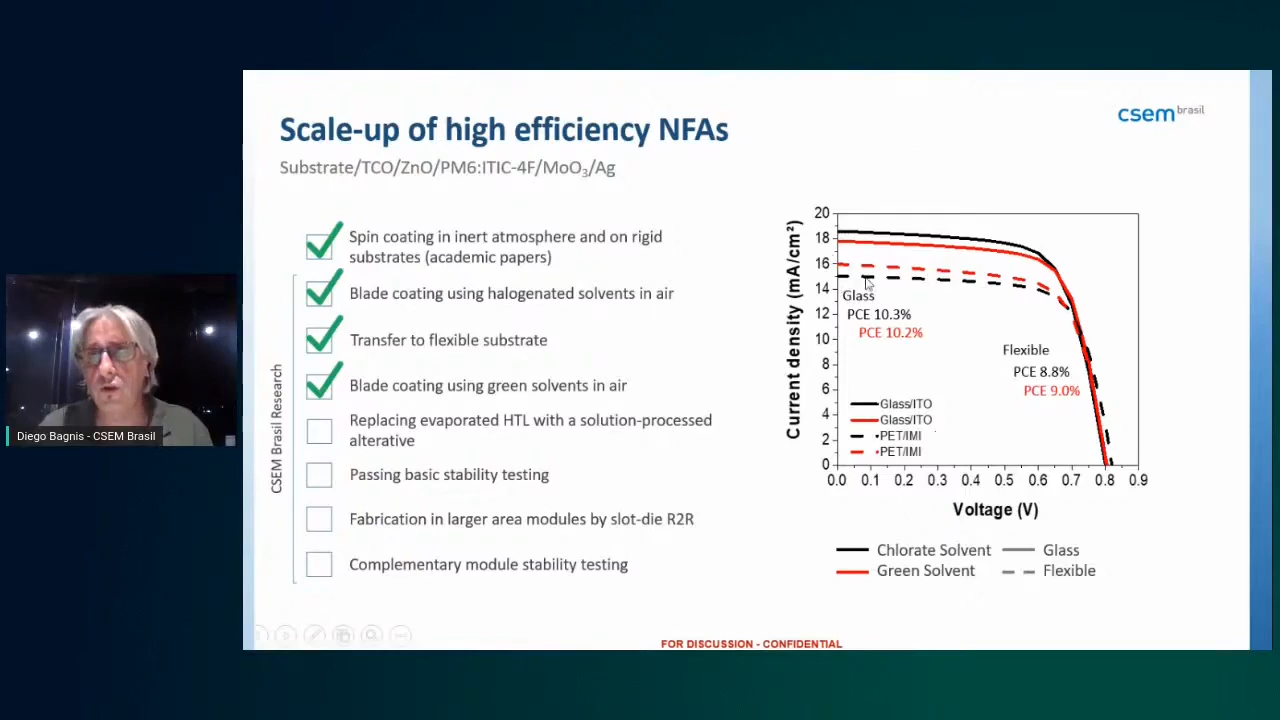 csem brasil
Scale-up of high efficiency NFAs
Substrate/TCO/ZnO/PM6:ITIC-4F/MoO₃/Ag
Spin coating in inert atmosphere and on rigid
substrates (academic papers)
Blade coating using halogenated solvents in air
Transfer to flexible substrate
Blade coating using green solvents in air
Replacing evaporated HTL with a solution-processed
alterative
Passing basic stability testing
Fabrication in larger area modules by slot-die R2R
Complementary module stability testing
CSEM Brasil Research
Current density (mA/cm²)
20
18
16
14
12
10
8
6
4
2
0
0.0 0.1 0.2 0.3 0.4 0.5 0.6 0.7 0.8 0.9
Voltage (V)
Glass
PCE 10.3%
PCE 10.2%
Flexible
PCE 8.8%
PCE 9.0%
Glass/ITO
Glass/ITO
PET/IMI
PET/IMI
Chlorate Solvent Glass
Green Solvent Flexible
FOR DISCUSSION - CONFIDENTIAL
Diego Bagnis - CSEM Brasil